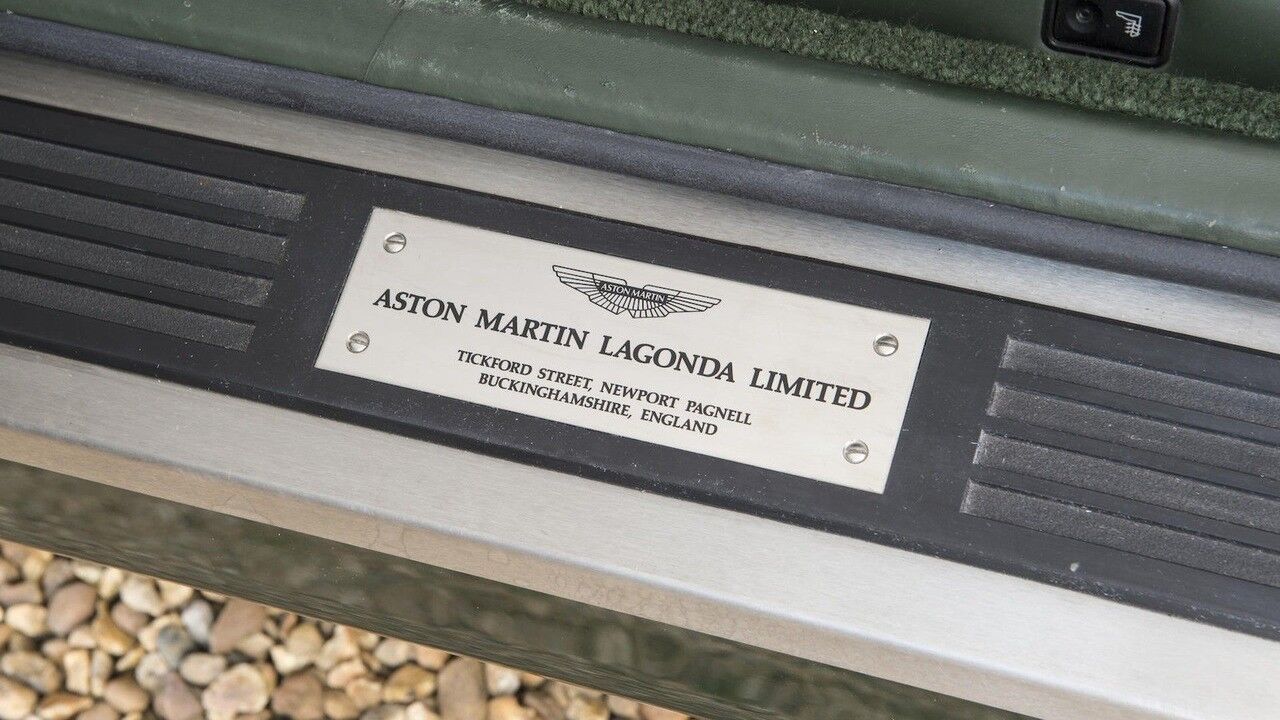 ASTON MARTIN
ASTON MARTIN LAGONDA LIMITED
TICKFORD STREET, NEWPORT PAGNELL
BUCKINGHAMSHIRE, ENGLAND